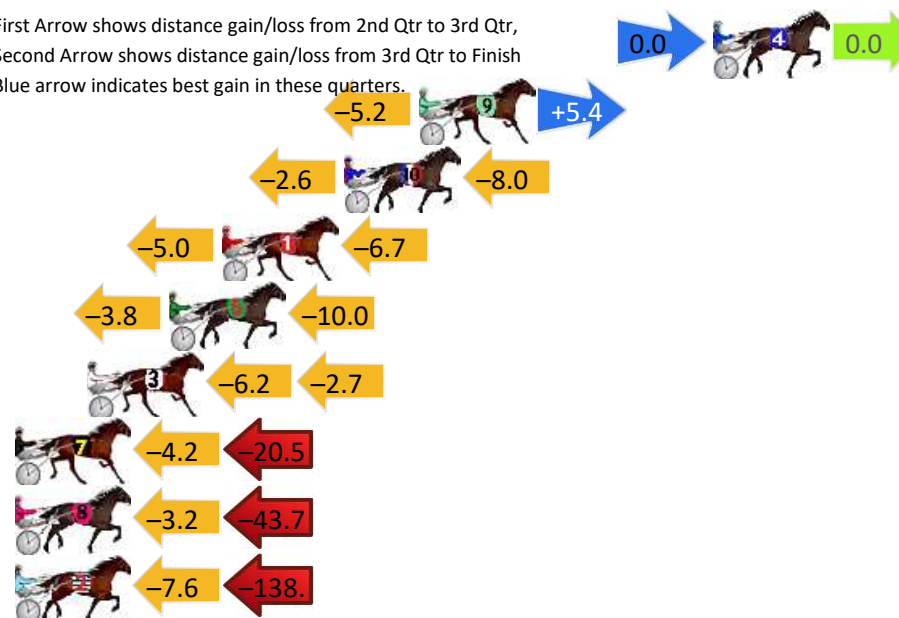 First Arrow shows distance gain/loss from 2nd Qtr to 3rd Qtr,
Second Arrow shows distance gain/loss from 3rd Qtr to Finish
Blue arrow indicates best gain in these quarters.
0.0 4 0.0
–5.2 9 +5.4
–2.6 10 –8.0
–5.0 1 –6.7
–3.8 –10.0
3 –6.2 –2.7
7 –4.2 –20.5
8 –3.2 –43.7
2 –7.6 –138.